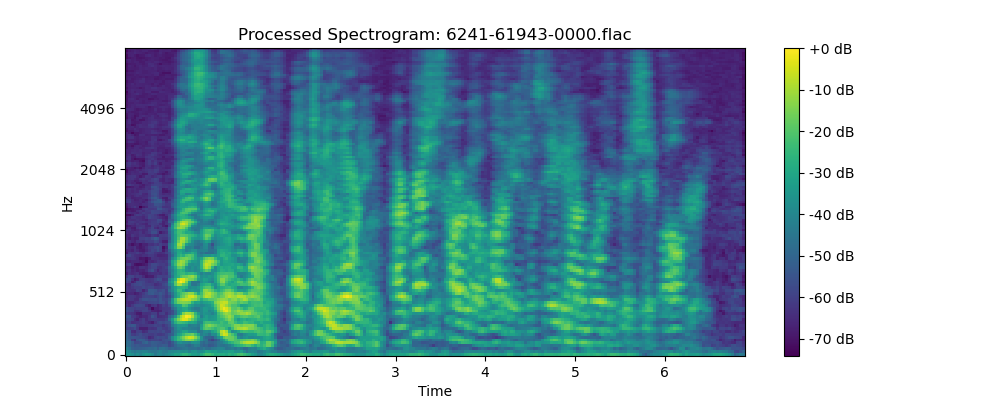 Processed Spectrogram: 6241-61943-0000.flac
Hz
4096
2048
1024
512
0
0 1 2 3 4 5 6
Time
+0 dB
-10 dB
-20 dB
-30 dB
-40 dB
-50 dB
-60 dB
-70 dB